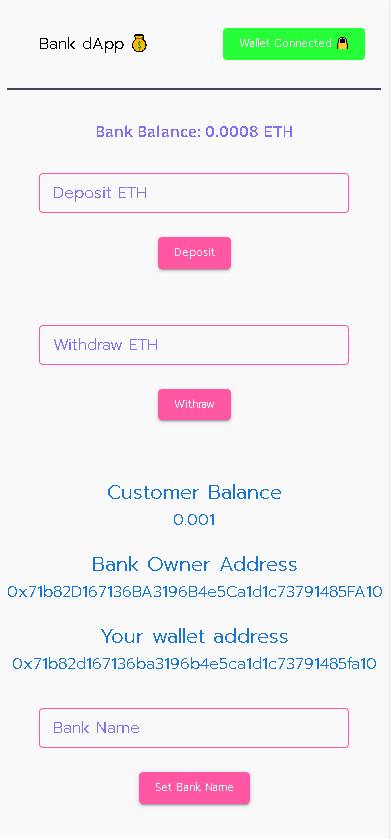 Bank dApp 💰
Wallet Connected 🔒
Bank Balance: 0.0008 ETH
Deposit ETH
Deposit
Withdraw ETH
Withraw
Customer Balance
0.001
Bank Owner Address
0x71b82D167136BA3196B4e5Ca1d1c73791485FA10
Your wallet address
0x71b82d167136ba3196b4e5ca1d1c73791485fa10
Bank Name
Set Bank Name